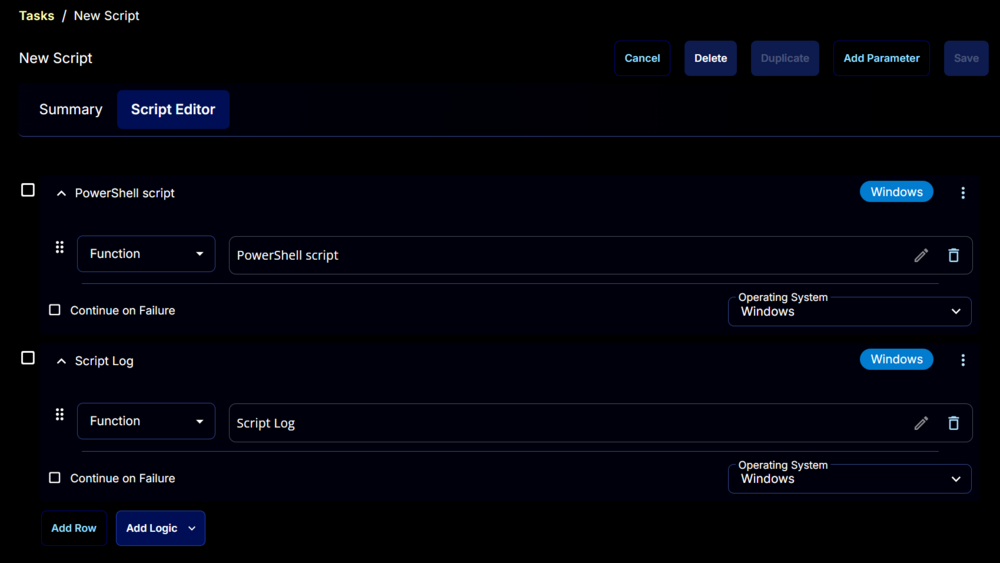 Tasks / New Script
New Script
Cancel
Delete
Duplicate
Add Parameter
Save
Summary
Script Editor
PowerShell script
Windows
Function
PowerShell script
Continue on Failure
Operating System
Windows
Script Log
Windows
Function
Script Log
Continue on Failure
Operating System
Windows
Add Row
Add Logic